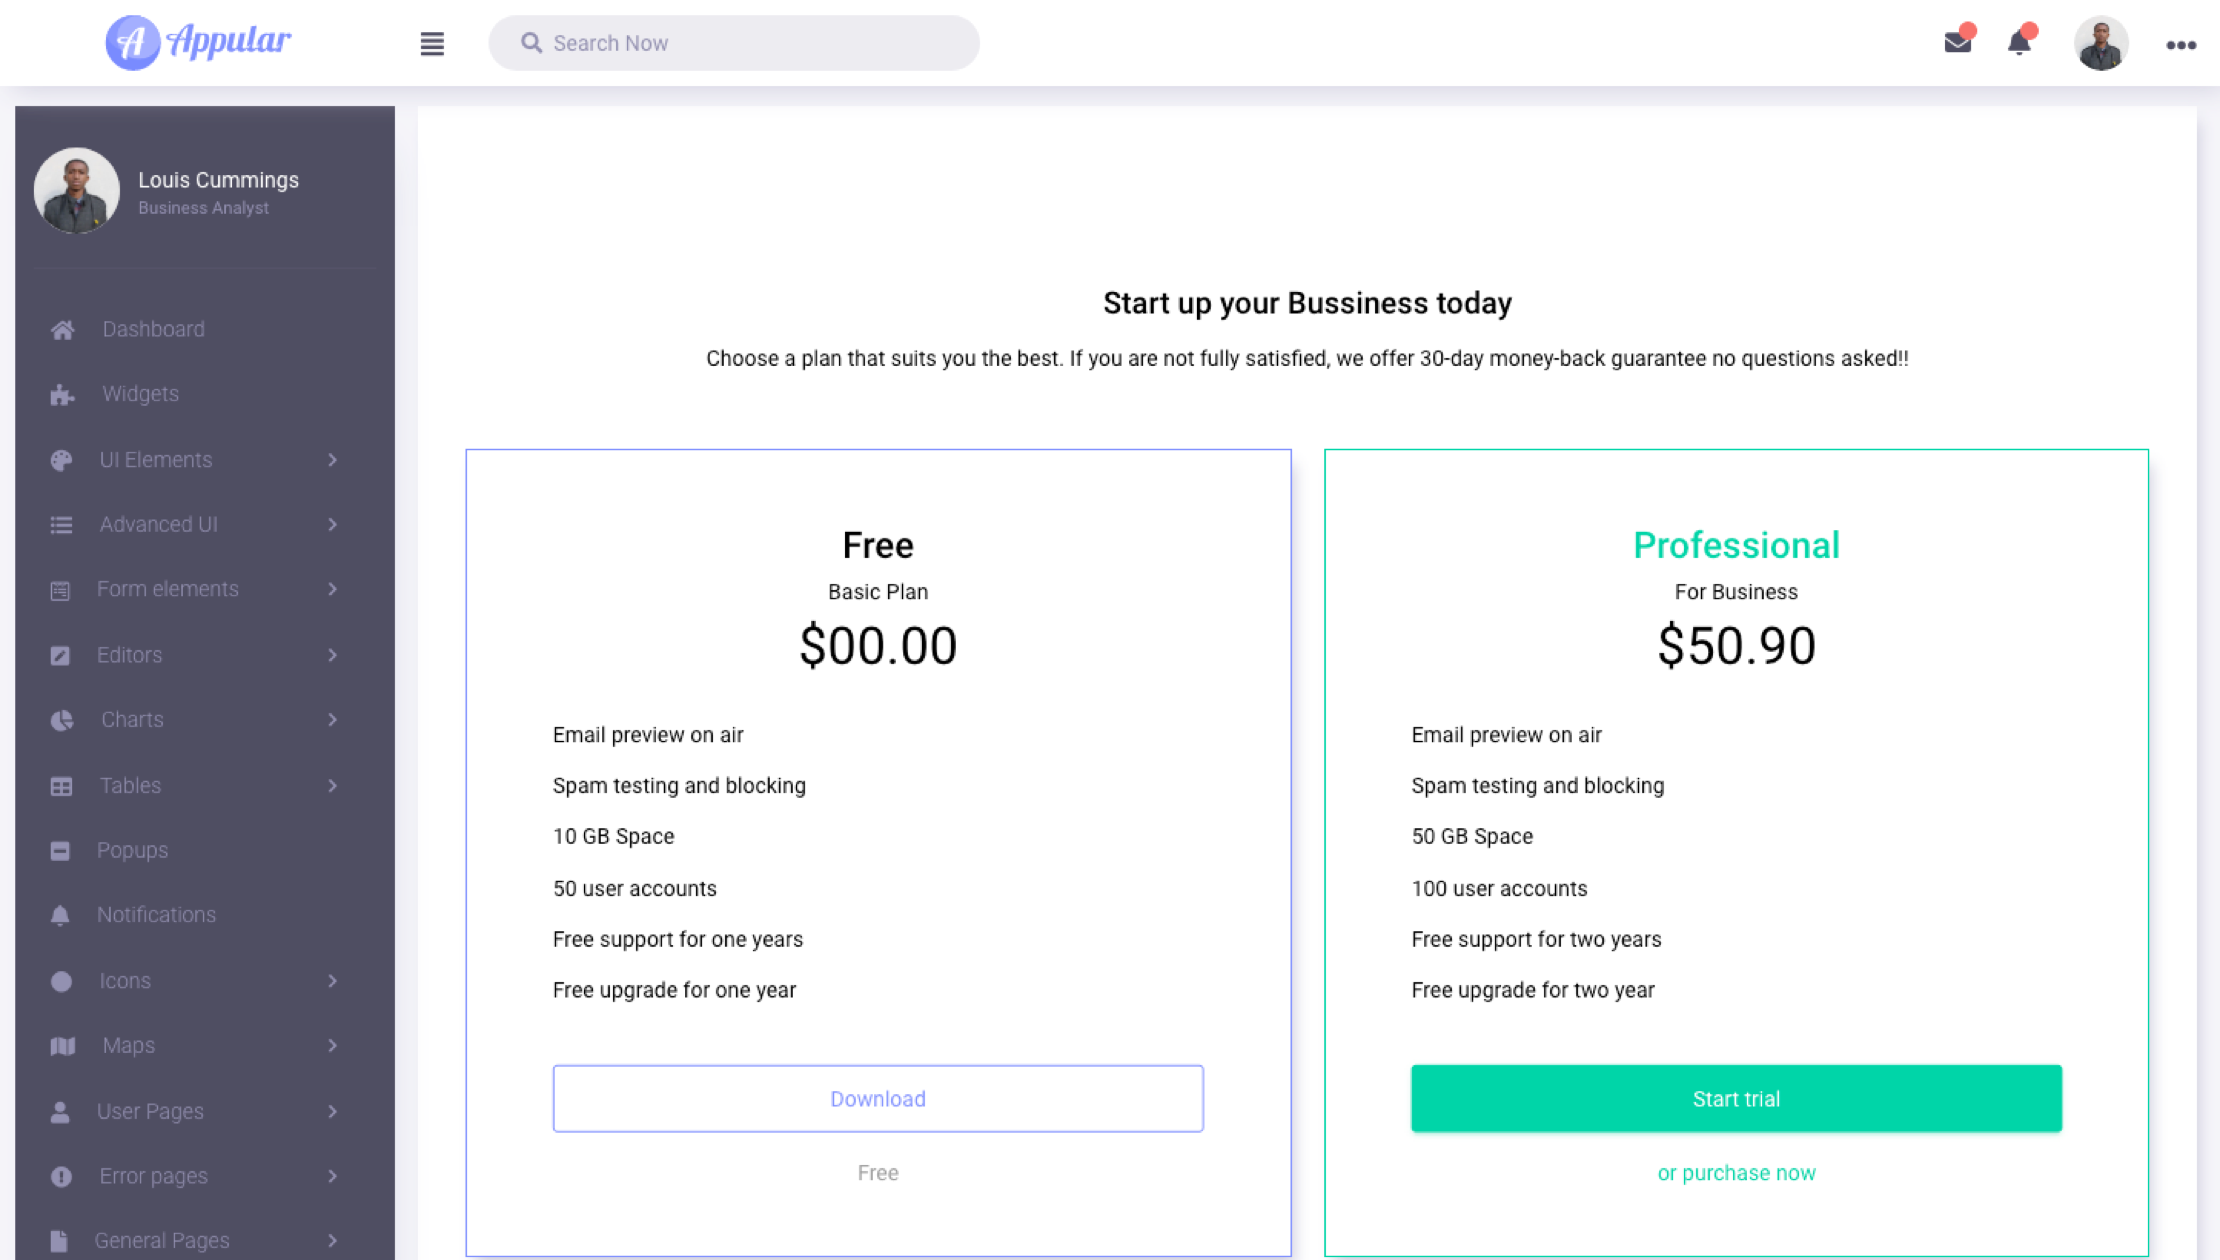 A Appular
Search Now
Louis Cummings
Business Analyst
Dashboard
Widgets
UI Elements
Advanced UI
Form elements
Editors
Charts
Tables
Popups
Notifications
Icons
Maps
User Pages
Error pages
General Pages
Start up your Bussiness today
Choose a plan that suits you the best. If you are not fully satisfied, we offer 30-day money-back guarantee no questions asked!!
Free
Basic Plan
$00.00
Email preview on air
Spam testing and blocking
10 GB Space
50 user accounts
Free support for one years
Free upgrade for one year
Download
Free
Professional
For Business
$50.90
Email preview on air
Spam testing and blocking
50 GB Space
100 user accounts
Free support for two years
Free upgrade for two year
Start trial
or purchase now